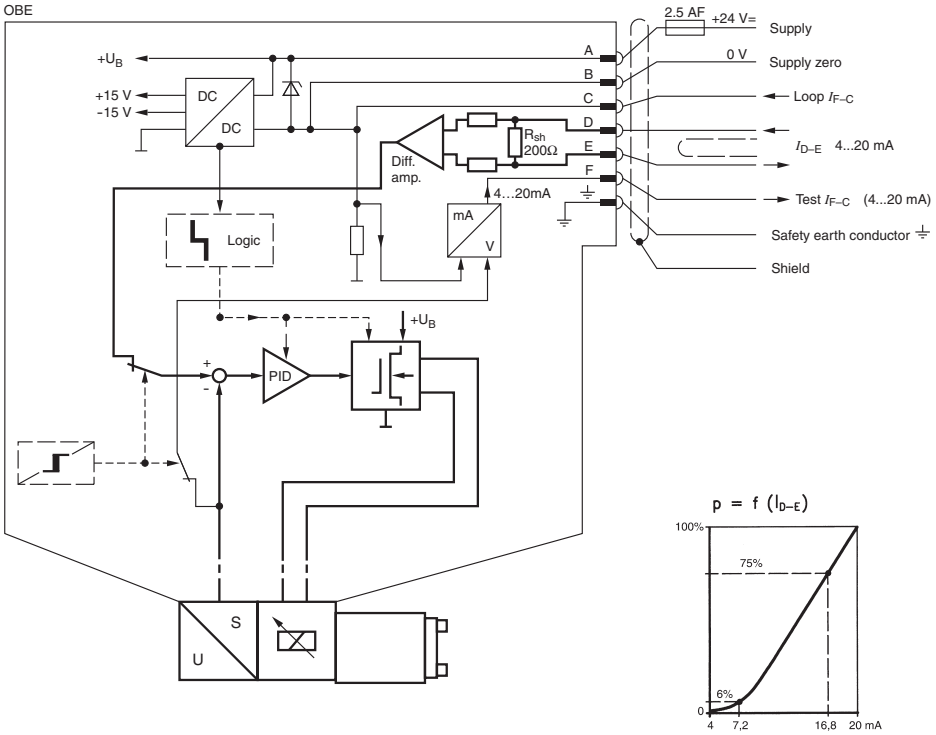 OBE
2.5 AF
+24 V=
Supply
A
+U_B
0 V
Supply zero
B
+15 V
DC
Loop I_F–C
C
-15 V
DC
R_sh
200Ω
D
I_D–E 4...20 mA
E
Diff.
amp.
F
4...20mA
Test I_F–C (4...20 mA)
mA
V
Logic
Safety earth conductor
Shield
+U_B
+
-
PID
p = f (I_D–E)
100%
75%
6%
0
4
7,2
16,8
20 mA
S
U